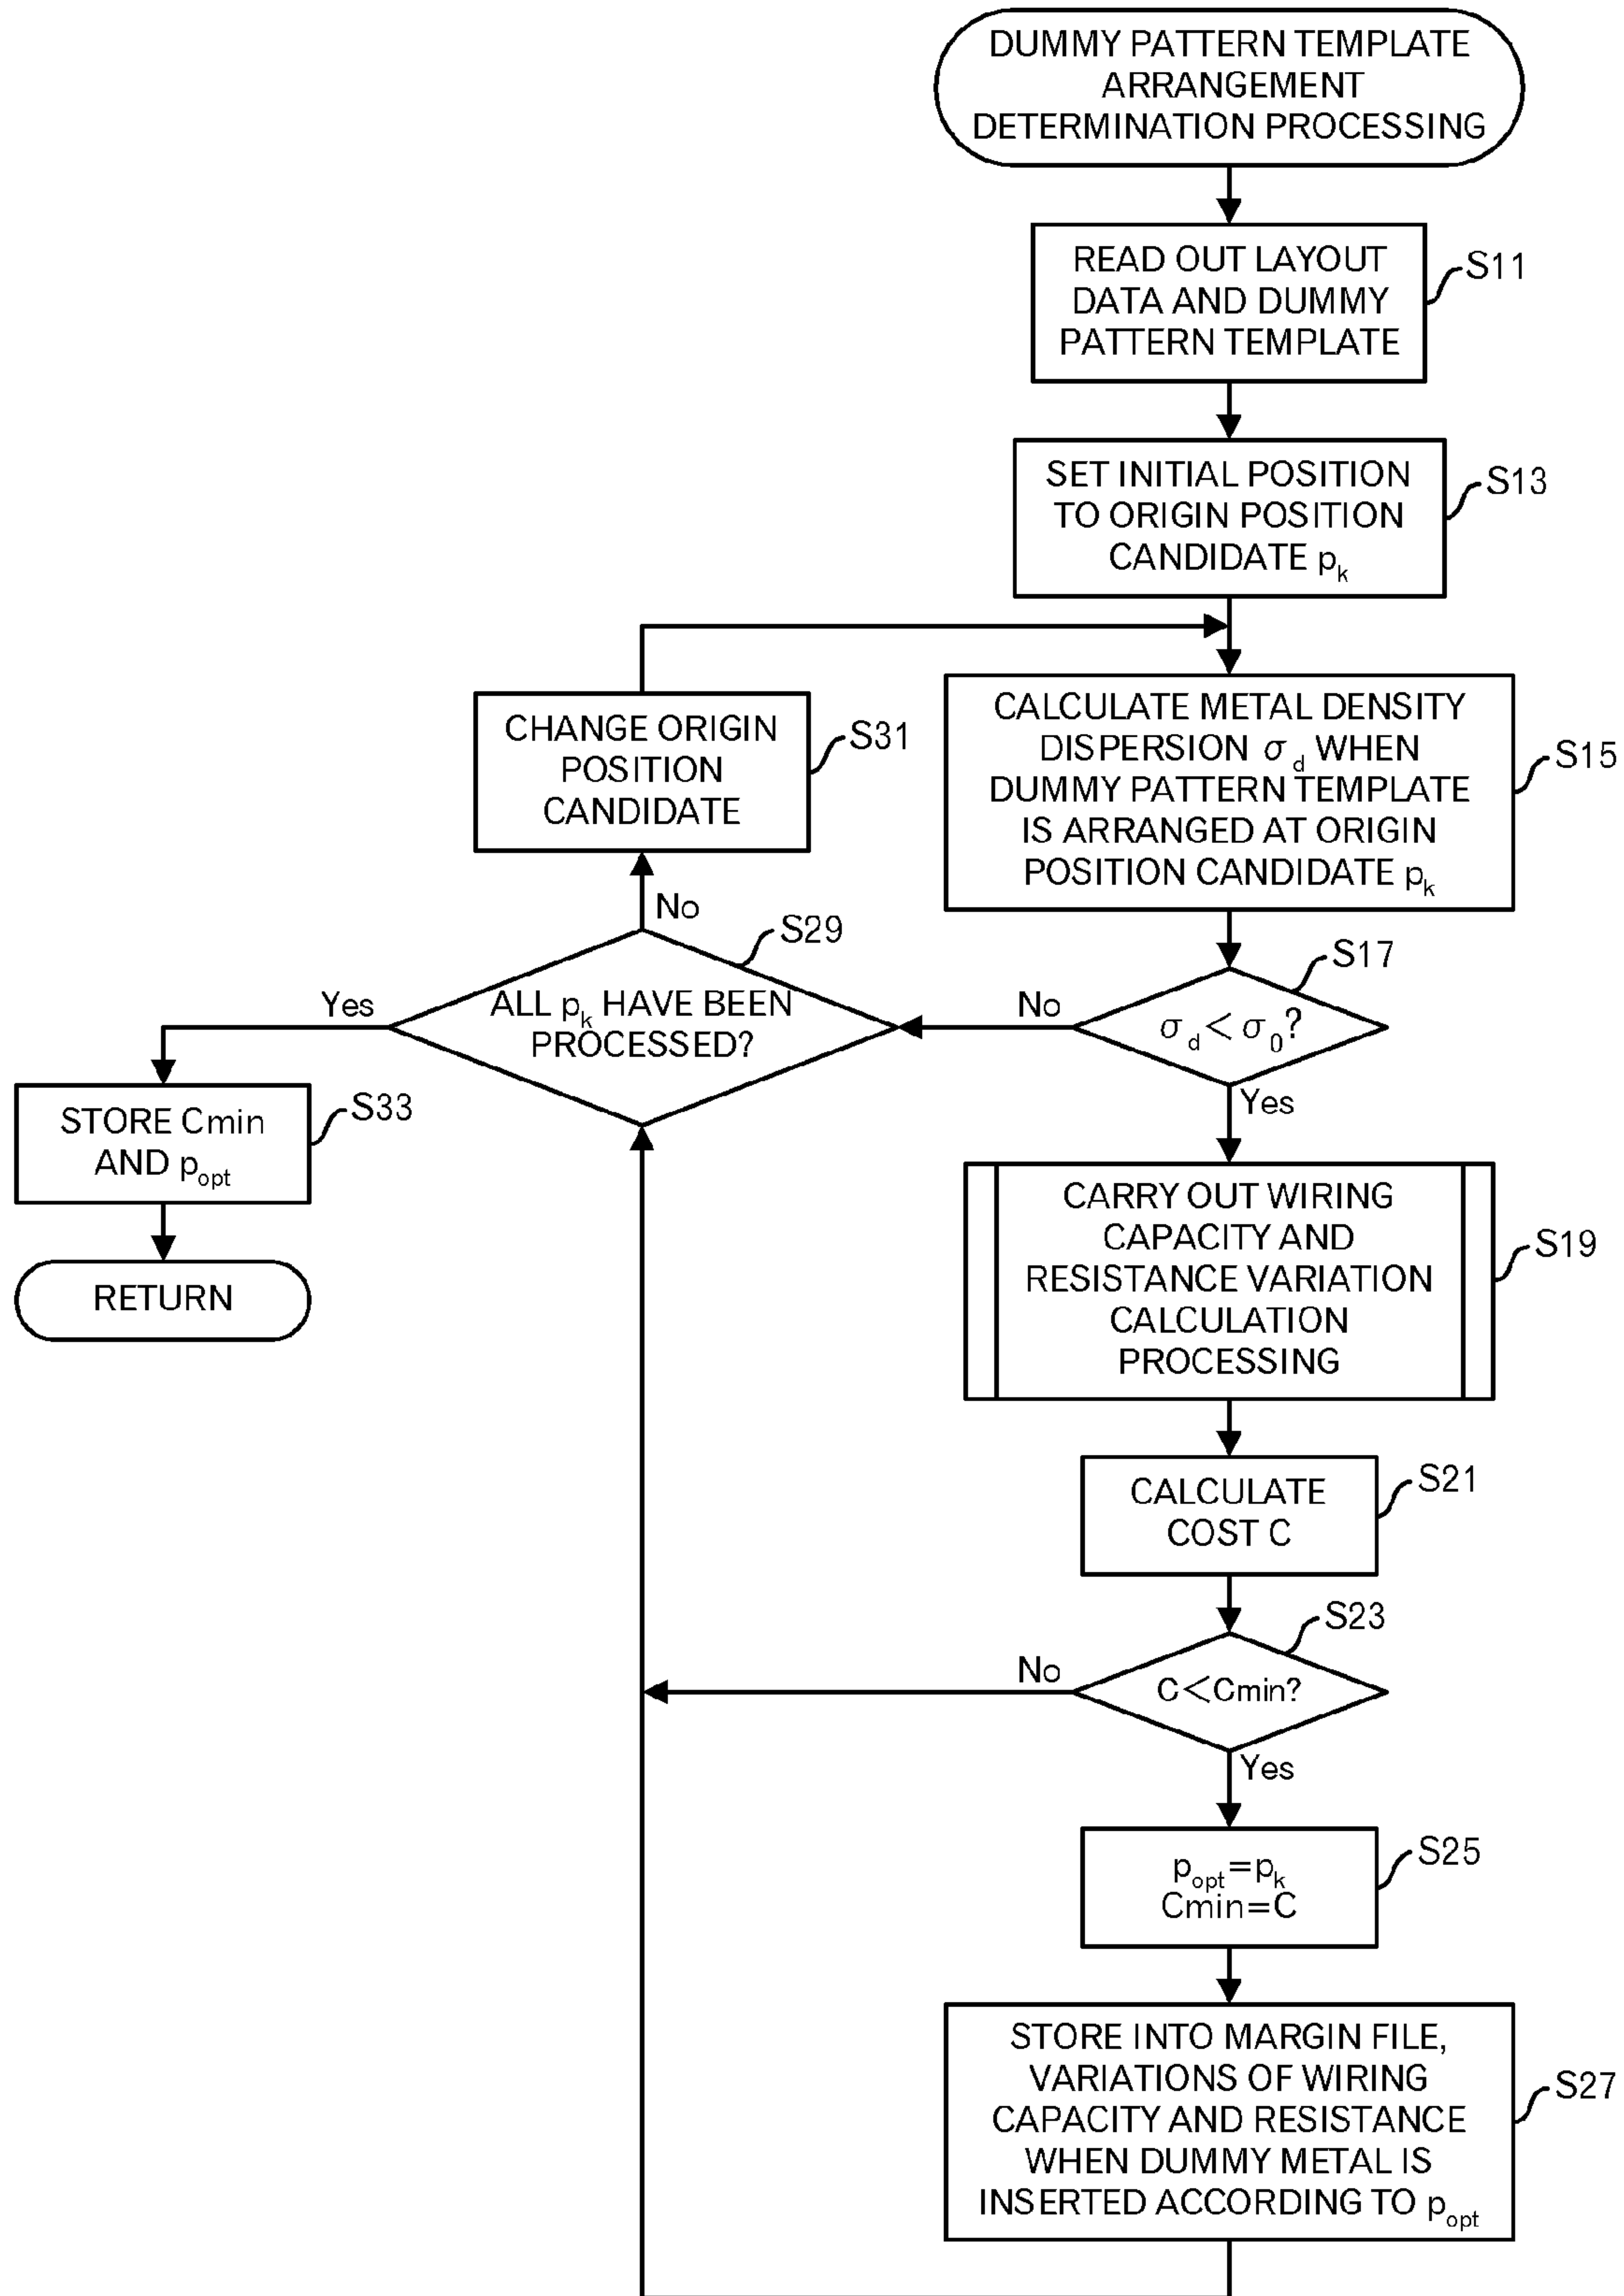 DUMMY PATTERN TEMPLATE
ARRANGEMENT
DETERMINATION PROCESSING
READ OUT LAYOUT
DATA AND DUMMY
PATTERN TEMPLATE
S11
SET INITIAL POSITION
TO ORIGIN POSITION
CANDIDATE pk
S13
CALCULATE METAL DENSITY
DISPERSION σd WHEN
DUMMY PATTERN TEMPLATE
IS ARRANGED AT ORIGIN
POSITION CANDIDATE pk
S15
CHANGE ORIGIN
POSITION
CANDIDATE
S31
No
S29
ALL pk HAVE BEEN
PROCESSED?
Yes
S17
σd<σ0?
No
Yes
STORE Cmin
AND popt
S33
RETURN
CARRY OUT WIRING
CAPACITY AND
RESISTANCE VARIATION
CALCULATION
PROCESSING
S19
CALCULATE
COST C
S21
S23
C<Cmin?
No
Yes
popt=pk
Cmin=C
S25
STORE INTO MARGIN FILE,
VARIATIONS OF WIRING
CAPACITY AND RESISTANCE
WHEN DUMMY METAL IS
INSERTED ACCORDING TO popt
S27